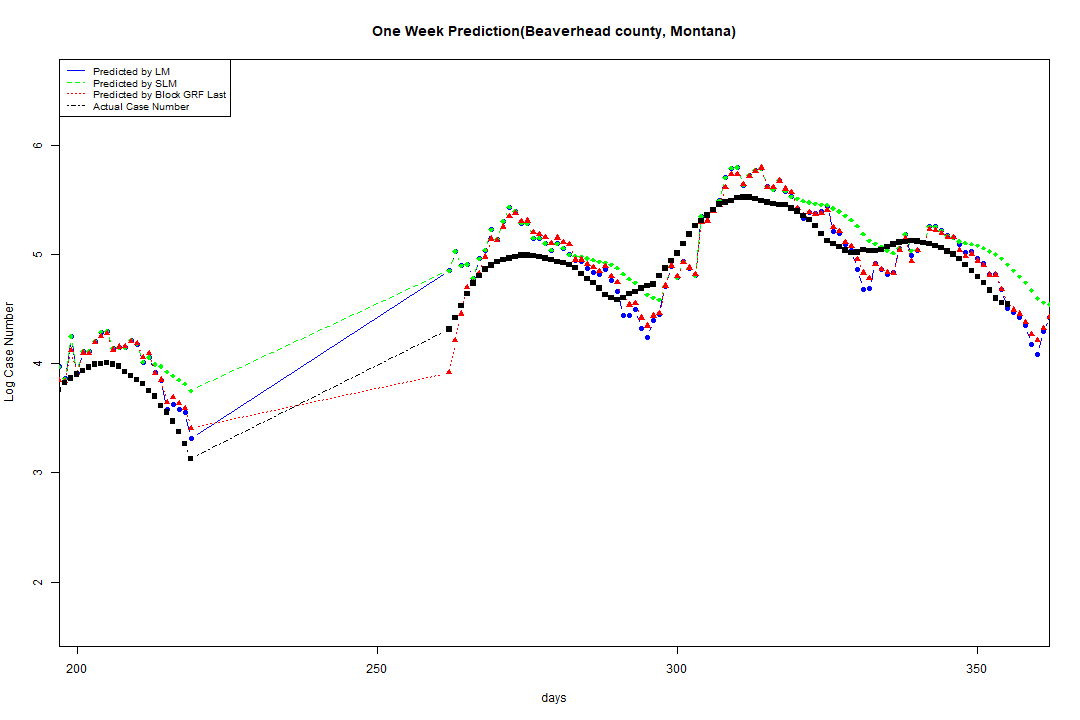 One Week Prediction(Beaverhead county, Montana)
Predicted by LM
Predicted by SLM
Predicted by Block GRF Last
Actual Case Number
6
5
4
3
2
Log Case Number
200
250
300
350
days